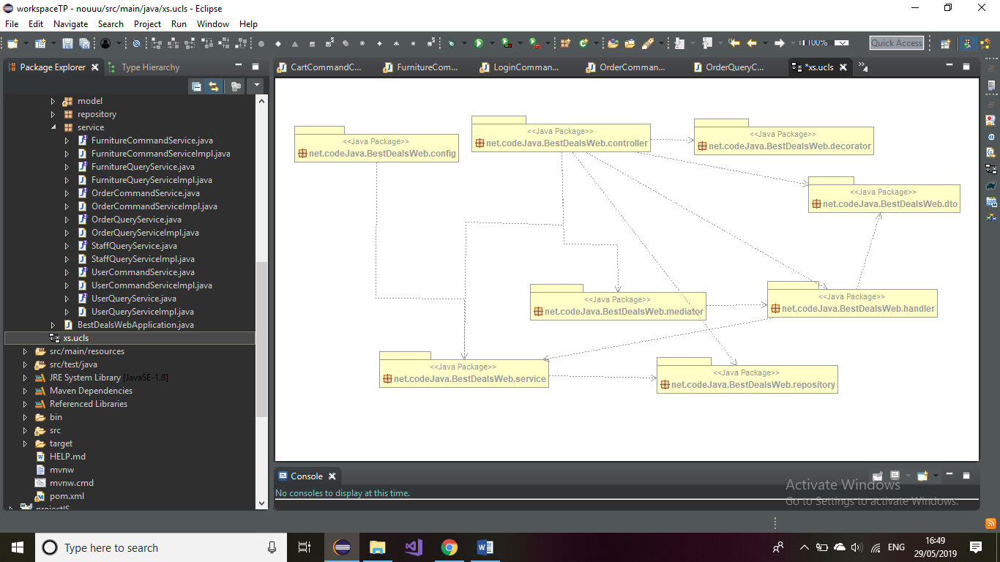 workspaceTP - nouuu/src/main/java/xs.ucls - Eclipse
File Edit Navigate Search Project Run Window Help
100%
Quick Access
Package Explorer
Type Hierarchy
model
repository
service
FurnitureCommandService.java
FurnitureCommandServiceImpl.java
FurnitureQueryService.java
FurnitureQueryServiceImpl.java
OrderCommandService.java
OrderCommandServiceImpl.java
OrderQueryService.java
OrderQueryServiceImpl.java
StaffQueryService.java
StaffQueryServiceImpl.java
UserCommandService.java
UserCommandServiceImpl.java
UserQueryService.java
UserQueryServiceImpl.java
BestDealsWebApplication.java
xs.ucls
src/main/resources
src/test/java
JRE System Library [JavaSE-1.8]
Maven Dependencies
Referenced Libraries
bin
src
target
HELP.md
mvnw
mvnw.cmd
pom.xml
projectIS
CartCommandC... FurnitureCom... LoginComman... OrderComman... OrderQueryC... *xs.ucls
<<Java Package>>
net.codeJava.BestDealsWeb.config
<<Java Package>>
net.codeJava.BestDealsWeb.controller
<<Java Package>>
net.codeJava.BestDealsWeb.decorator
<<Java Package>>
net.codeJava.BestDealsWeb.dto
<<Java Package>>
net.codeJava.BestDealsWeb.mediator
<<Java Package>>
net.codeJava.BestDealsWeb.handler
<<Java Package>>
net.codeJava.BestDealsWeb.service
<<Java Package>>
net.codeJava.BestDealsWeb.repository
Console
No consoles to display at this time.
Activate Windows
Go to Settings to activate Windows.
Type here to search
ENG
16:49
29/05/2019